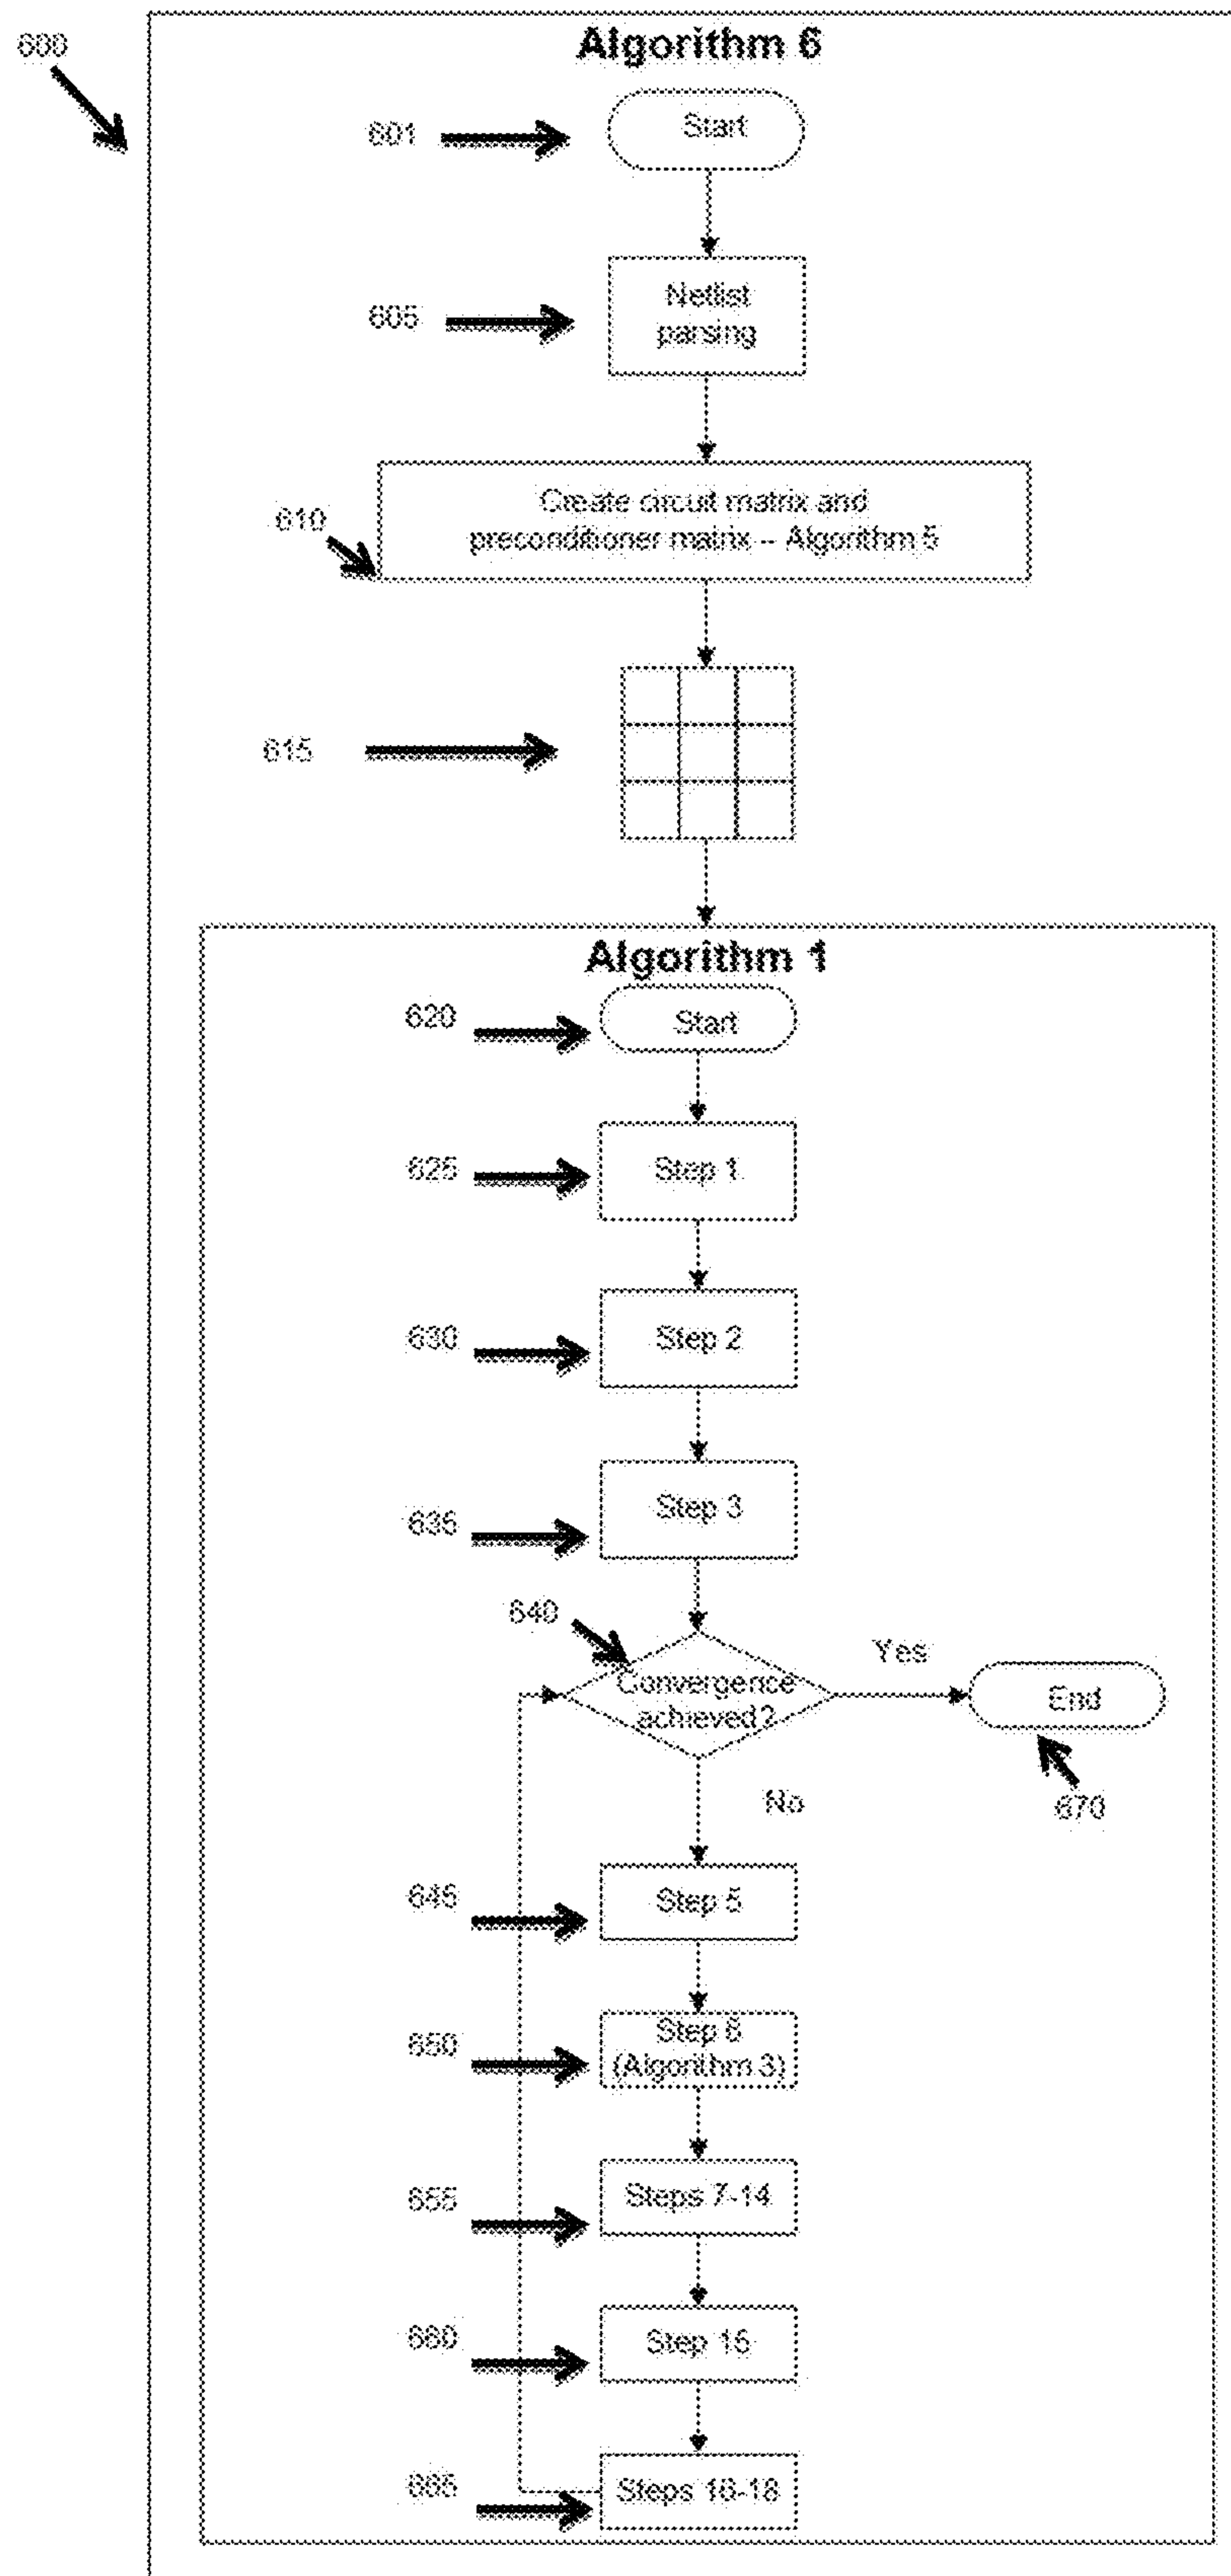 600
Algorithm 6
601
Start
605
Netlist
parsing
610
Create circuit matrix and
preconditioner matrix – Algorithm 5
615
Algorithm 1
620
Start
625
Step 1
630
Step 2
635
Step 3
640
Convergence
achieved?
Yes
End
No
670
645
Step 5
650
Step 6
(Algorithm 3)
655
Steps 7-14
660
Step 15
665
Steps 16-18